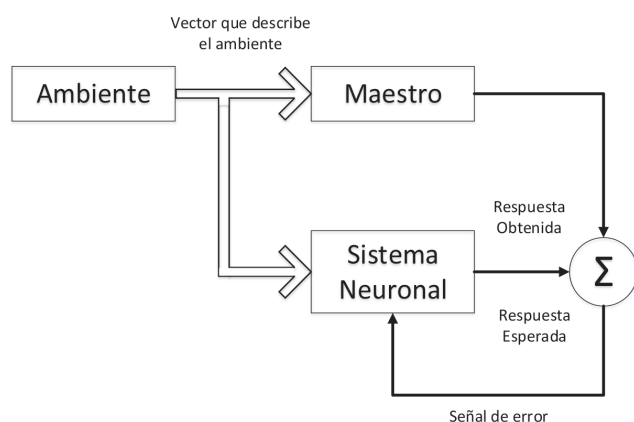 Vector que describe
el ambiente
Ambiente
Maestro
Respuesta
Obtenida
Sistema
Neuronal
Σ
Respuesta
Esperada
Señal de error